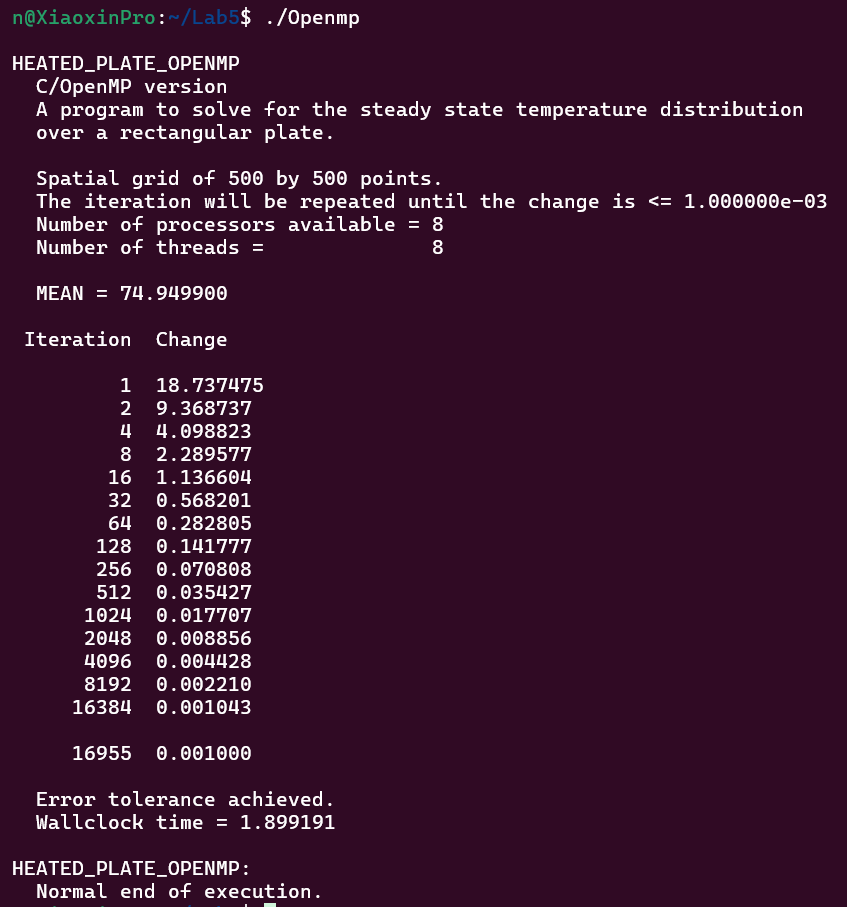 n@XiaoxinPro:~/Lab5$ ./Openmp
HEATED_PLATE_OPENMP
C/OpenMP version
A program to solve for the steady state temperature distribution
over a rectangular plate.
Spatial grid of 500 by 500 points.
The iteration will be repeated until the change is <= 1.000000e-03
Number of processors available = 8
Number of threads = 8
MEAN = 74.949900
Iteration Change
1 18.737475
2 9.368737
4 4.098823
8 2.289577
16 1.136604
32 0.568201
64 0.282805
128 0.141777
256 0.070808
512 0.035427
1024 0.017707
2048 0.008856
4096 0.004428
8192 0.002210
16384 0.001043
16955 0.001000
Error tolerance achieved.
Wallclock time = 1.899191
HEATED_PLATE_OPENMP:
Normal end of execution.